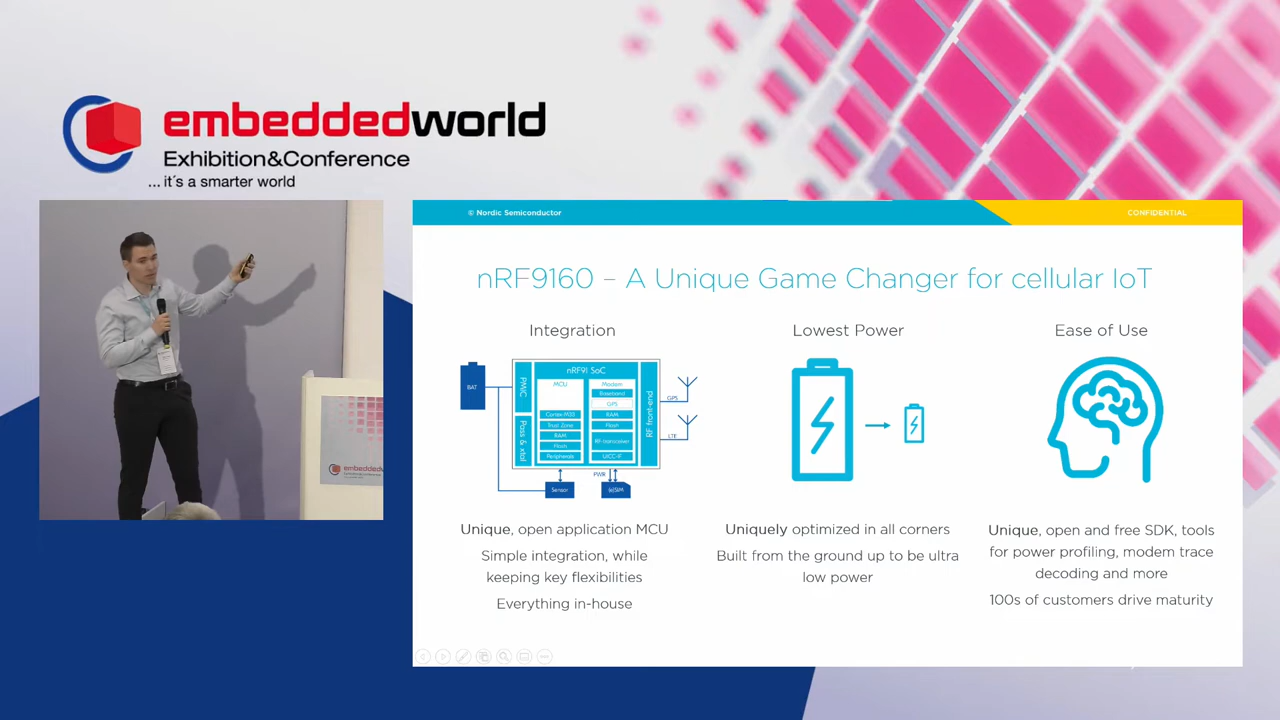 embeddedworld
Exhibition&Conference
...it's a smarter world
© Nordic Semiconductor
CONFIDENTIAL
nRF9160 – A Unique Game Changer for cellular IoT
Integration
Lowest Power
Ease of Use
BAT
PMIC
Pass & xtal
nRF91 SoC
MCU
Cortex-M33
Trust Zone
RAM
Flash
Peripherals
Modem
Baseband
GPS
RAM
Flash
RF transceiver
UICC-IF
RF front-end
GPS
LTE
PWR
Sensor
(e)SIM
Unique, open application MCU
Simple integration, while
keeping key flexibilities
Everything in-house
Uniquely optimized in all corners
Built from the ground up to be ultra
low power
Unique, open and free SDK, tools
for power profiling, modem trace
decoding and more
100s of customers drive maturity